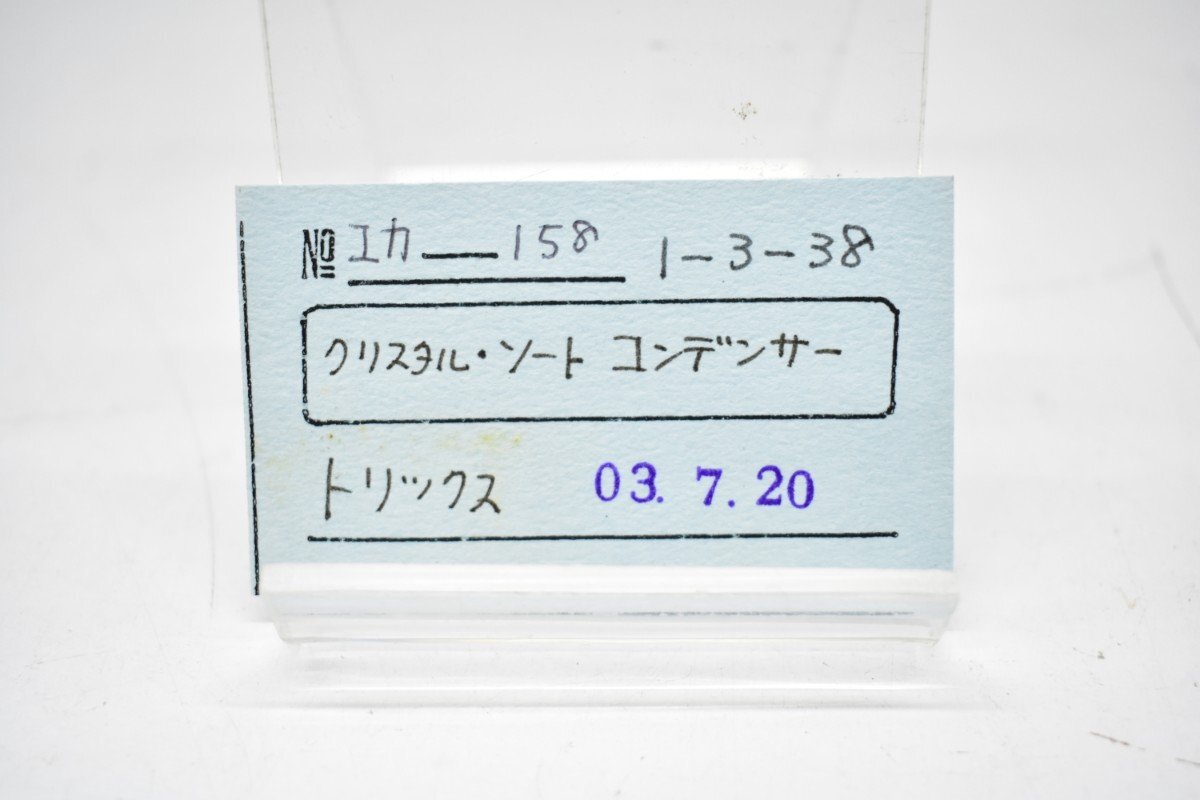 № エカ―158 1-3-38
クリスタル・ソート コンデンサー
トリックス 03.7.20